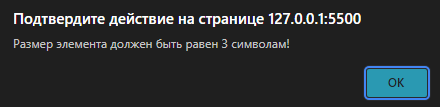 Подтвердите действие на странице 127.0.0.1:5500
Размер элемента должен быть равен 3 символам!
OK